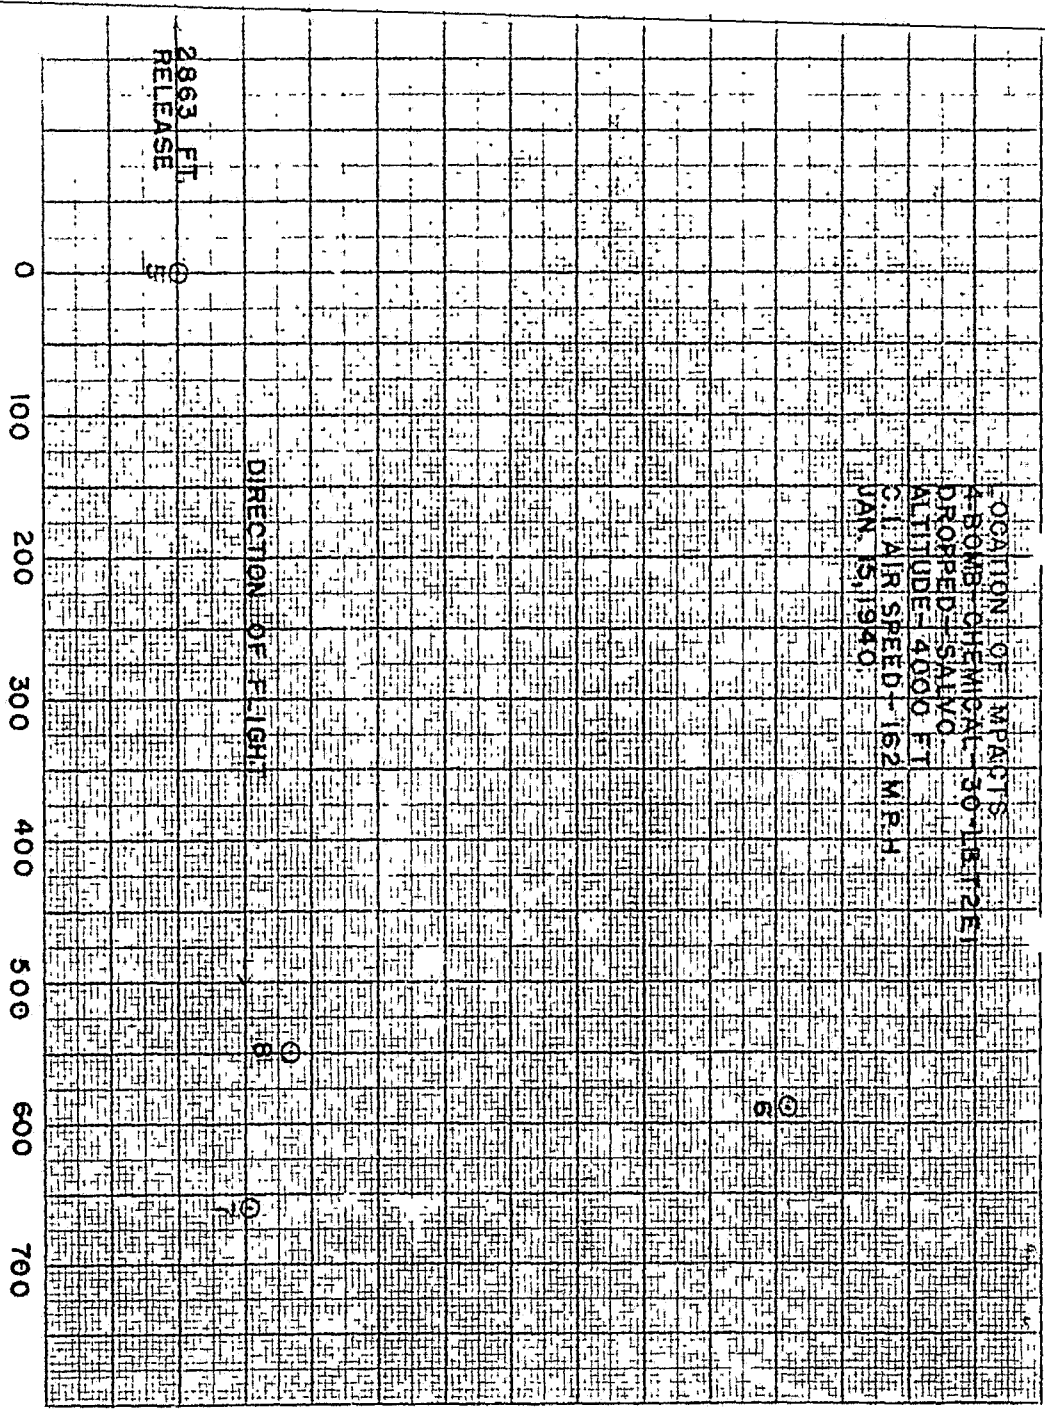 LOCATION OF IMPACTS
4-BOMB-CHEMICAL-30-LB. T2E1
DROPPED-SALVO.
ALTITUDE-4000 FT.
C.I. AIR SPEED-162 M.P.H.
JAN. 15, 1940.
6
8
DIRECTION OF FLIGHT
7
2863 FT.
RELEASE
5
0 100 200 300 400 500 600 700